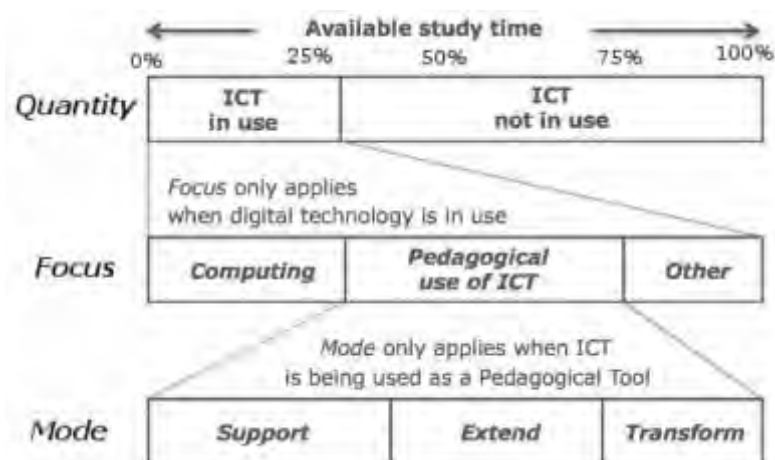 Available study time
0% 25% 50% 75% 100%
Quantity
ICT
in use
ICT
not in use
Focus only applies
when digital technology is in use
Focus
Computing
Pedagogical
use of ICT
Other
Mode only applies when ICT
is being used as a Pedagogical Tool
Mode
Support
Extend
Transform